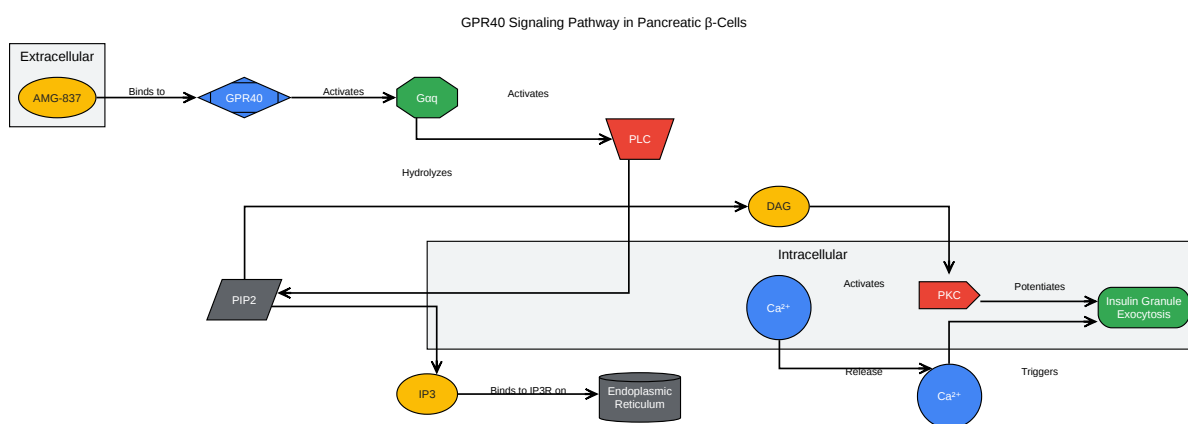 GPR40 Signaling Pathway in Pancreatic β-Cells
Extracellular
AMG-837
Binds to
GPR40
Activates
Gαq
Activates
PLC
Hydrolyzes
DAG
Intracellular
PIP2
Ca²⁺
Activates
PKC
Potentiates
Insulin Granule
Exocytosis
IP3
Binds to IP3R on
Endoplasmic
Reticulum
Release
Ca²⁺
Triggers